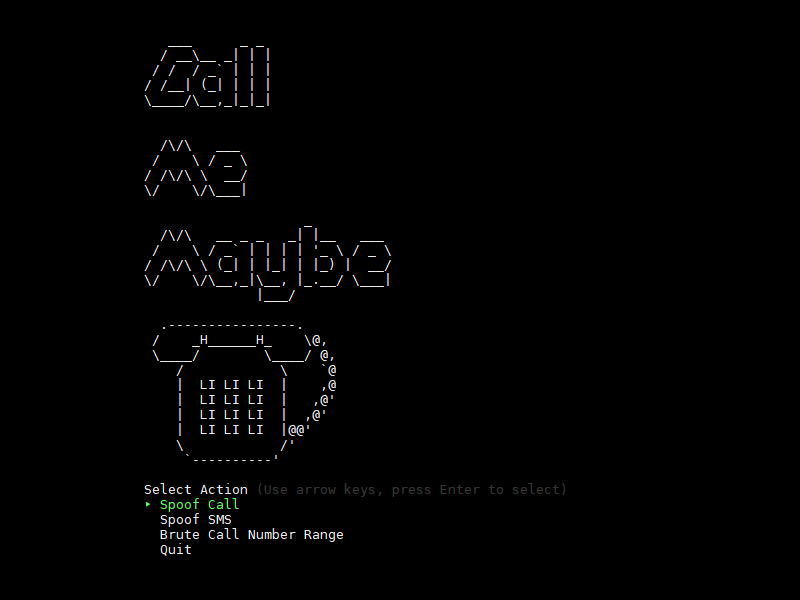 Call
Me
Maybe
LI LI LI
LI LI LI
LI LI LI
LI LI LI
Select Action (Use arrow keys, press Enter to select)
▸ Spoof Call
Spoof SMS
Brute Call Number Range
Quit